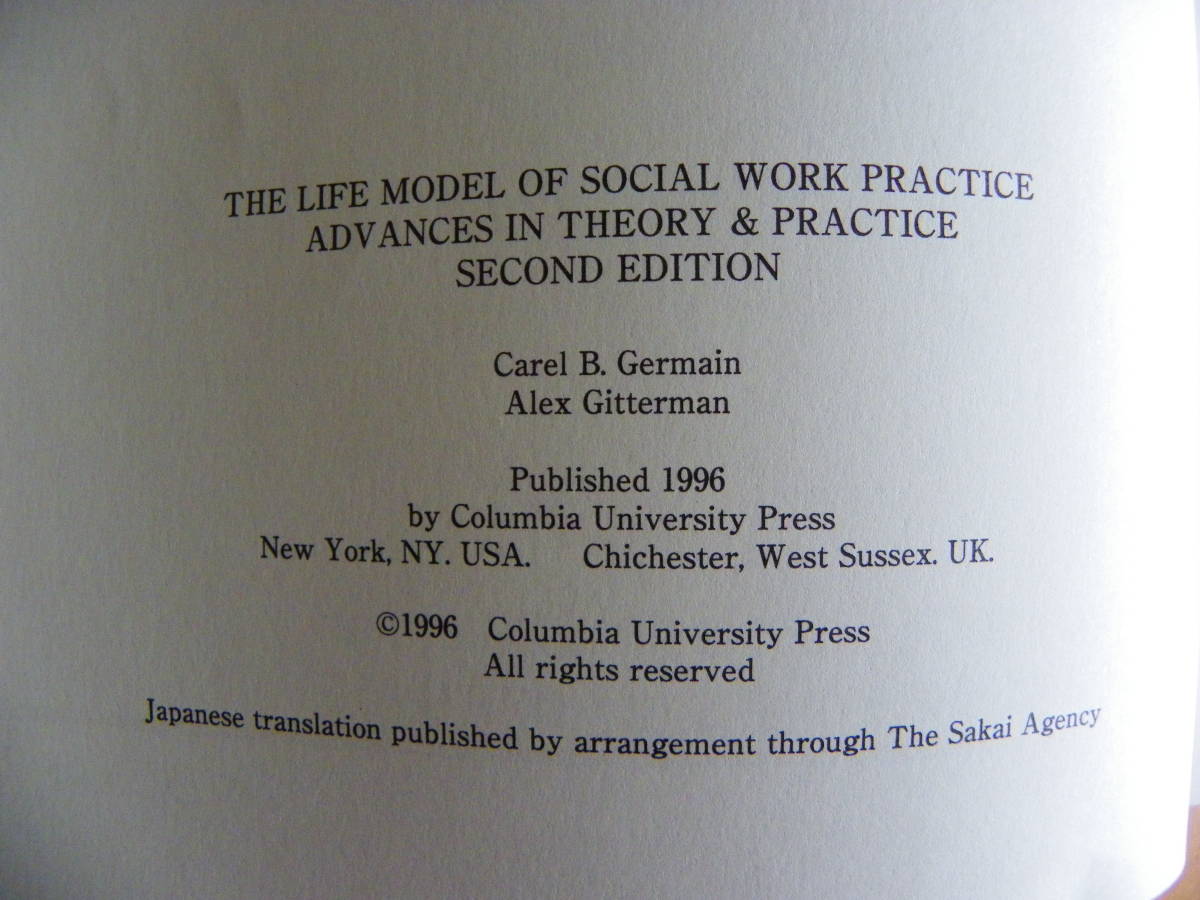 THE LIFE MODEL OF SOCIAL WORK PRACTICE
ADVANCES IN THEORY & PRACTICE
SECOND EDITION
Carel B. Germain
Alex Gitterman
Published 1996
by Columbia University Press
New York, NY. USA. Chichester, West Sussex. UK.
©1996 Columbia University Press
All rights reserved
Japanese translation published by arrangement through The Sakai Agency